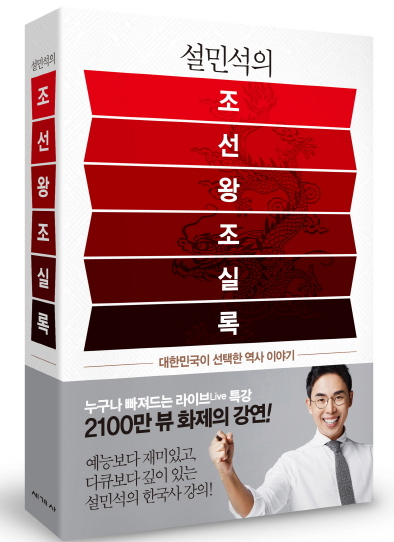 설민석의
조
선
왕
조
실
록
설민석의
조
선
왕
조
실
록
대한민국이 선택한 역사 이야기
누구나 빠져드는 라이브Live 특강
2100만 뷰 화제의 강연!
예능보다 재미있고,
다큐보다 깊이 있는
설민석의 한국사 강의!
세계사